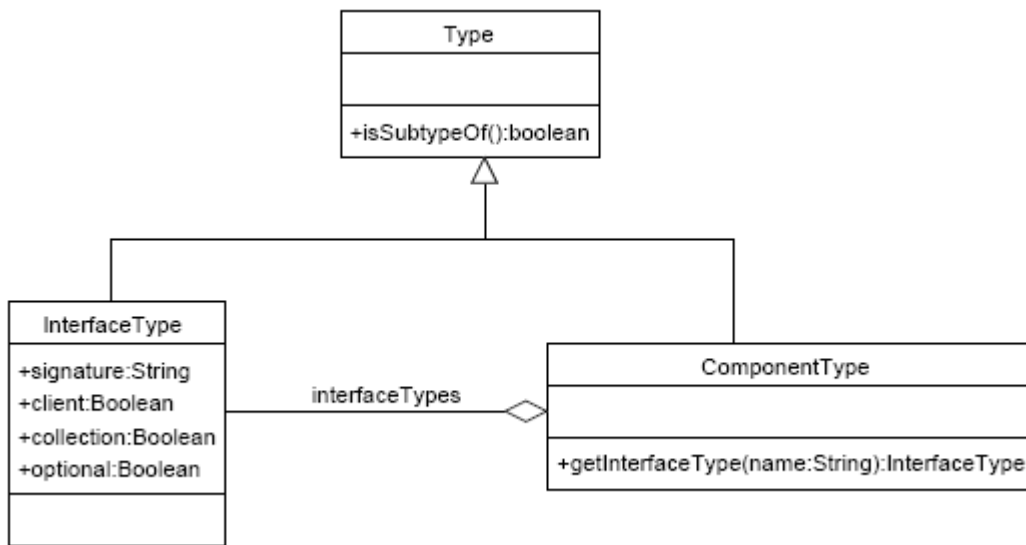 Type
+isSubtypeOf():boolean
InterfaceType
+signature:String
+client:Boolean
+collection:Boolean
+optional:Boolean
interfaceTypes
ComponentType
+getInterfaceType(name:String):InterfaceType